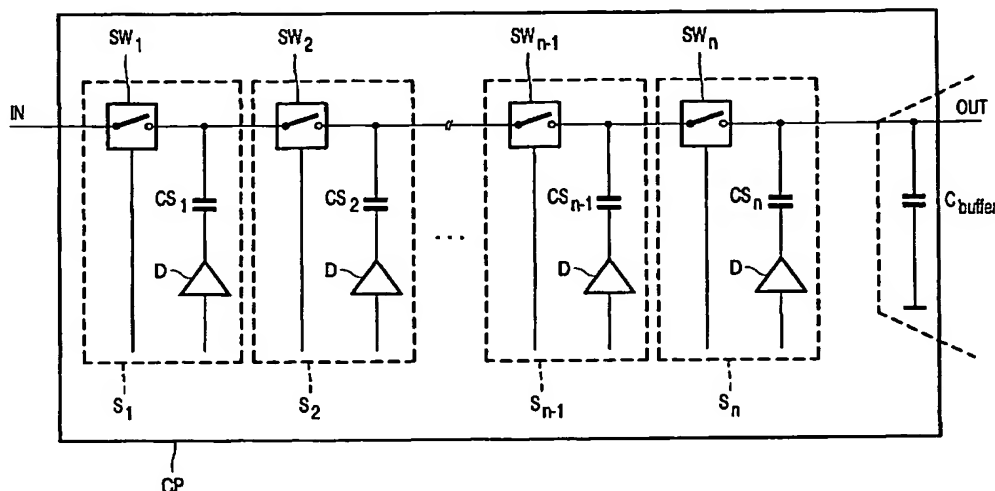 SW1 SW2 SWn-1 SWn
IN OUT
CS1 CS2 CSn-1 CSn Cbuffer
D D D D
...
S1 S2 Sn-1 Sn
CP